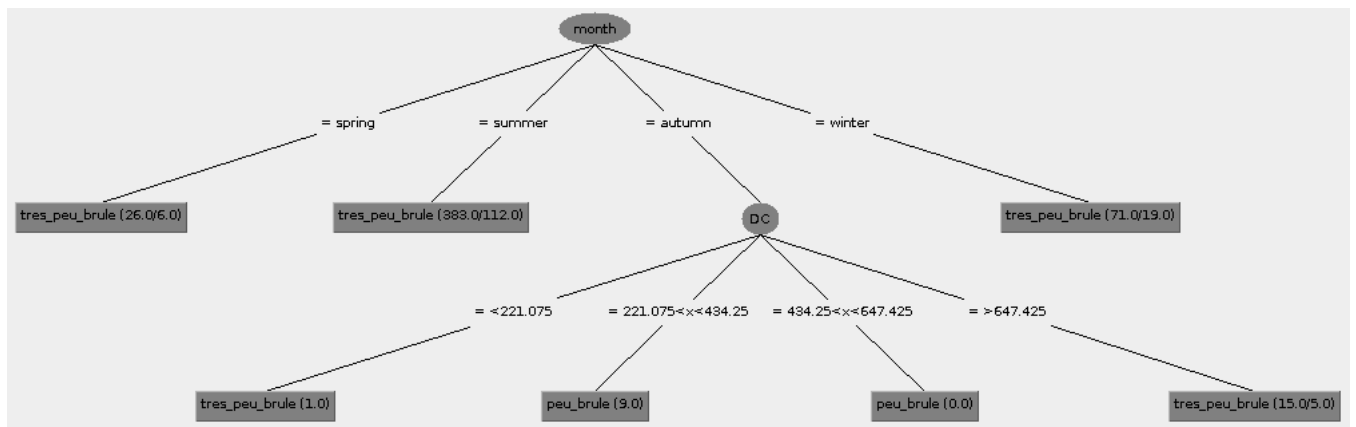 month
= spring
= summer
= autumn
= winter
tres_peu_brule (26.0/6.0)
tres_peu_brule (383.0/112.0)
DC
tres_peu_brule (71.0/19.0)
= <221.075
= 221.075<x<434.25
= 434.25<x<647.425
= >647.425
tres_peu_brule (1.0)
peu_brule (9.0)
peu_brule (0.0)
tres_peu_brule (15.0/5.0)